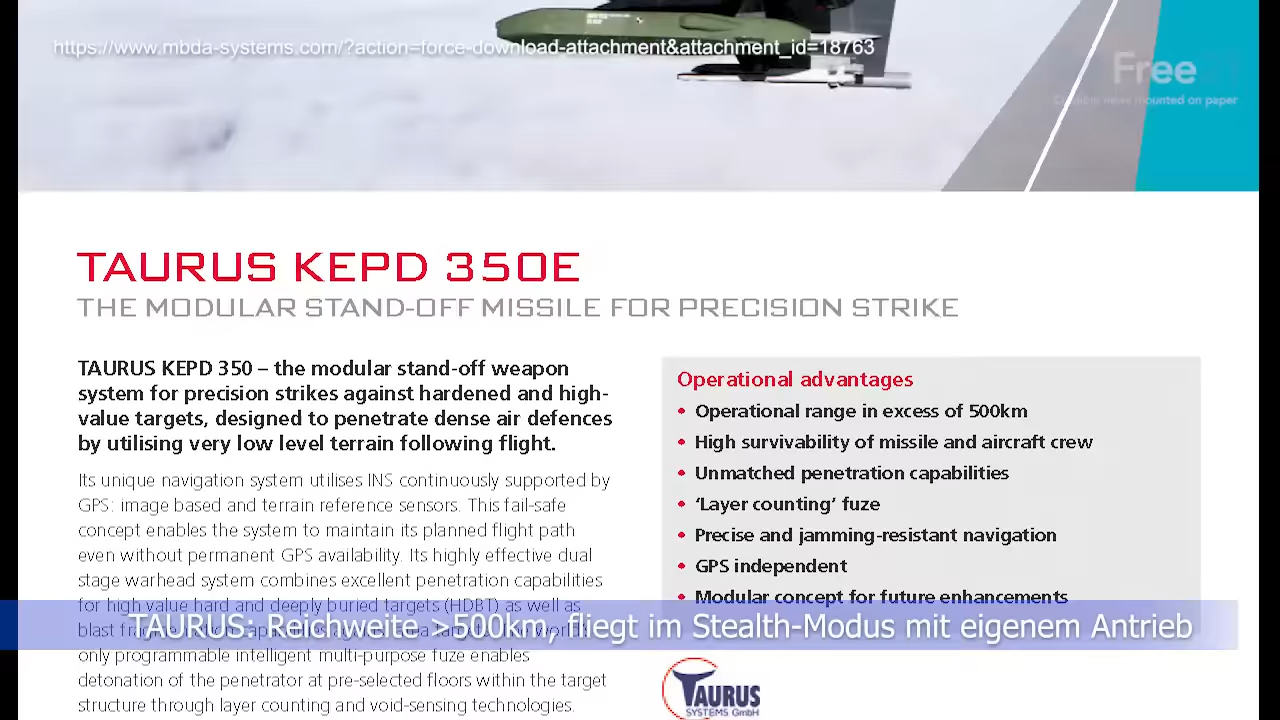 https://www.mbda-systems.com/?action=force-download-attachment&attachment_id=18763
Free
news mounted on paper
TAURUS KEPD 350E
THE MODULAR STAND-OFF MISSILE FOR PRECISION STRIKE
TAURUS KEPD 350 – the modular stand-off weapon
system for precision strikes against hardened and high-
value targets, designed to penetrate dense air defences
by utilising very low level terrain following flight.
Its unique navigation system utilises INS continuously supported by
GPS: image based and terrain reference sensors. This fail-safe
concept enables the system to maintain its planned flight path
even without permanent GPS availability. Its highly effective dual
stage warhead system combines excellent penetration capabilities
for high value hard and deeply buried targets (HDBT) as well as
blast
only programmable intelligent multi-purpose fuze enables
detonation of the penetrator at pre-selected floors within the target
structure through layer counting and void-sensing technologies.
Operational advantages
• Operational range in excess of 500km
• High survivability of missile and aircraft crew
• Unmatched penetration capabilities
• ‘Layer counting’ fuze
• Precise and jamming-resistant navigation
• GPS independent
• Modular concept for future enhancements
TAURUS: Reichweite >500km, fliegt im Stealth-Modus mit eigenem Antrieb
TAURUS
SYSTEMS GmbH